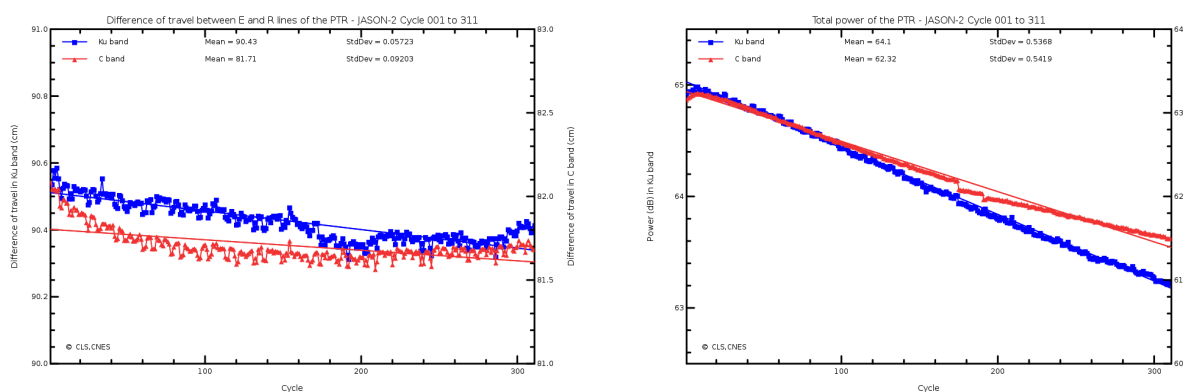 Difference of travel between E and R lines of the PTR - JASON-2 Cycle 001 to 311
91.0
90.8
90.6
90.4
90.2
90.0
Difference of travel in Ku band (cm)
Ku band Mean = 90.43 StdDev = 0.05723
C band Mean = 81.71 StdDev = 0.09203
© CLS,CNES
83.0
82.5
82.0
81.5
81.0
Difference of travel in C band (cm)
100 200 300
Cycle
Total power of the PTR - JASON-2 Cycle 001 to 311
65
64
63
Power (dB) in Ku band
Ku band Mean = 64.1 StdDev = 0.5368
C band Mean = 62.32 StdDev = 0.5419
© CLS,CNES
64
63
62
61
60
100 200 300
Cycle